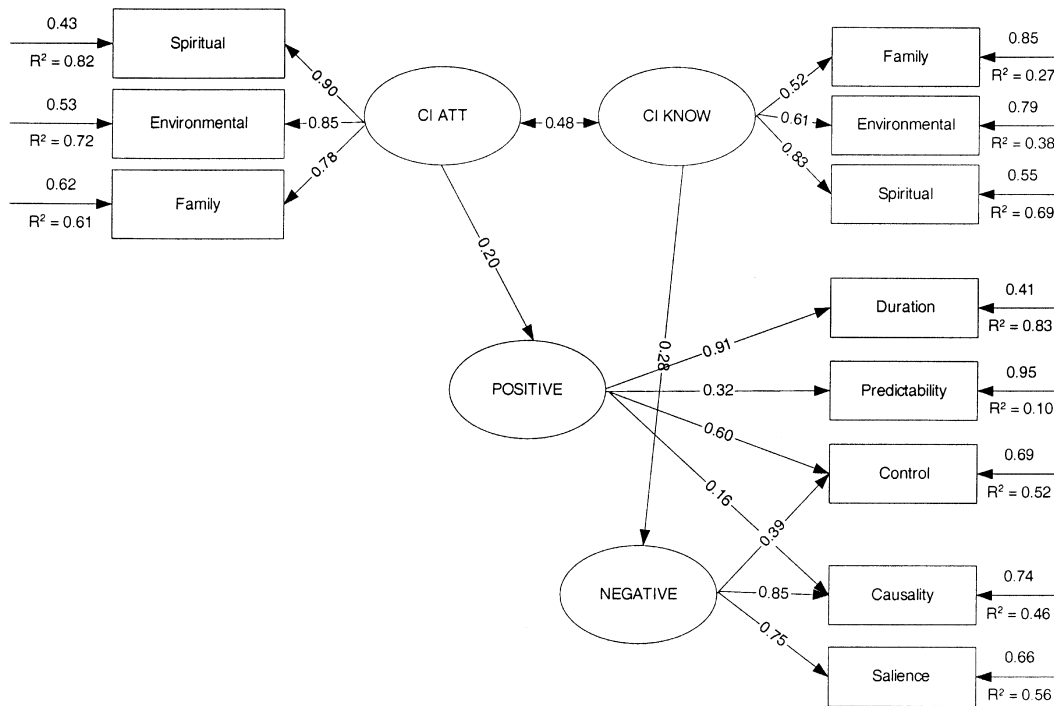 0.43
Spiritual
R² = 0.82
0.53
Environmental
R² = 0.72
0.62
Family
R² = 0.61
0.90
0.85
0.78
CI ATT
0.48
CI KNOW
0.52
0.61
0.83
Family
0.85
R² = 0.27
Environmental
0.79
R² = 0.38
Spiritual
0.55
R² = 0.69
0.20
0.28
POSITIVE
0.91
0.32
0.60
0.16
Duration
0.41
R² = 0.83
Predictability
0.95
R² = 0.10
Control
0.69
R² = 0.52
NEGATIVE
0.39
0.85
0.75
Causality
0.74
R² = 0.46
Salience
0.66
R² = 0.56